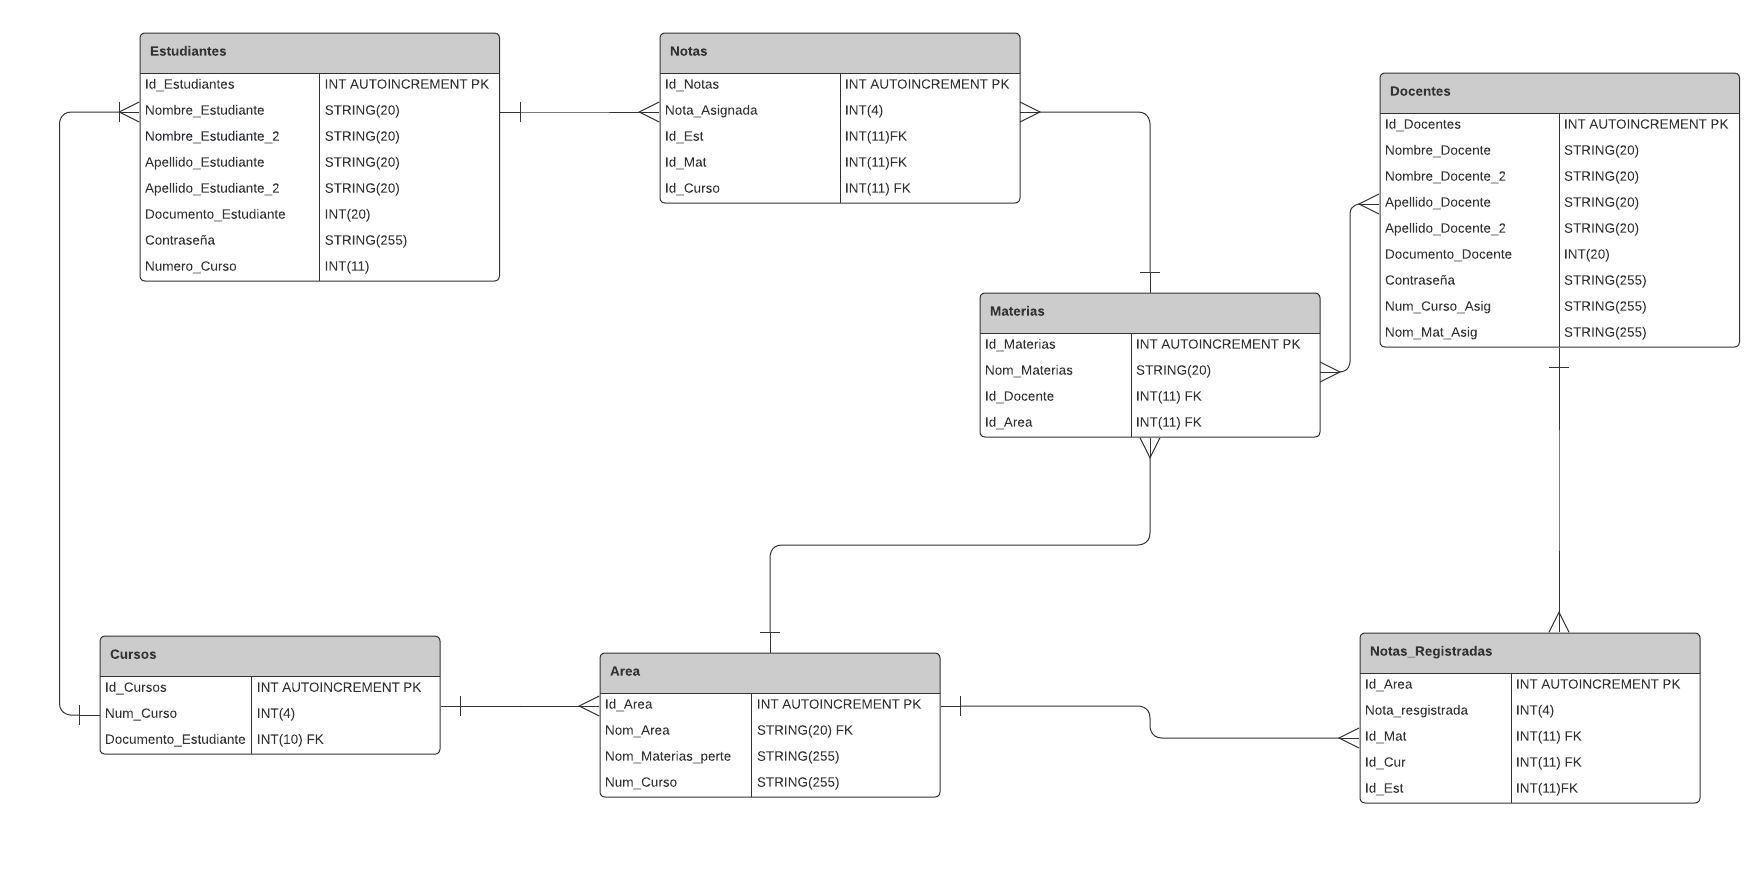 Estudiantes
Id_Estudiantes INT AUTOINCREMENT PK
Nombre_Estudiante STRING(20)
Nombre_Estudiante_2 STRING(20)
Apellido_Estudiante STRING(20)
Apellido_Estudiante_2 STRING(20)
Documento_Estudiante INT(20)
Contraseña STRING(255)
Numero_Curso INT(11)
Notas
Id_Notas INT AUTOINCREMENT PK
Nota_Asignada INT(4)
Id_Est INT(11)FK
Id_Mat INT(11)FK
Id_Curso INT(11) FK
Docentes
Id_Docentes INT AUTOINCREMENT PK
Nombre_Docente STRING(20)
Nombre_Docente_2 STRING(20)
Apellido_Docente STRING(20)
Apellido_Docente_2 STRING(20)
Documento_Docente INT(20)
Contraseña STRING(255)
Num_Curso_Asig STRING(255)
Nom_Mat_Asig STRING(255)
Materias
Id_Materias INT AUTOINCREMENT PK
Nom_Materias STRING(20)
Id_Docente INT(11) FK
Id_Area INT(11) FK
Cursos
Id_Cursos INT AUTOINCREMENT PK
Num_Curso INT(4)
Documento_Estudiante INT(10) FK
Area
Id_Area INT AUTOINCREMENT PK
Nom_Area STRING(20) FK
Nom_Materias_perte STRING(255)
Num_Curso STRING(255)
Notas_Registradas
Id_Area INT AUTOINCREMENT PK
Nota_resgistrada INT(4)
Id_Mat INT(11) FK
Id_Cur INT(11) FK
Id_Est INT(11)FK